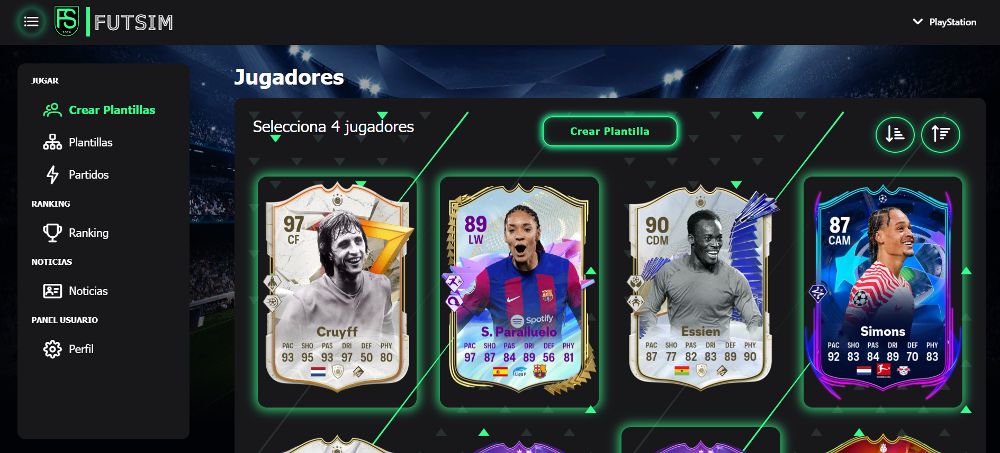 FS
2024
FUTSIM
PlayStation
JUGAR
Crear Plantillas
Plantillas
Partidos
RANKING
Ranking
NOTICIAS
Noticias
PANEL USUARIO
Perfil
Jugadores
Selecciona 4 jugadores
Crear Plantilla
97
CF
Cruyff
PAC SHO PAS DRI DEF PHY
93 95 93 97 50 80
89
LW
Spotify
S. Paralluelo
PAC SHO PAS DRI DEF PHY
97 87 84 89 56 81
Liga F
90
CDM
Essien
PAC SHO PAS DRI DEF PHY
87 77 82 83 89 90
87
CAM
Simons
PAC SHO PAS DRI DEF PHY
92 83 84 89 70 83
BUNDESLIGA